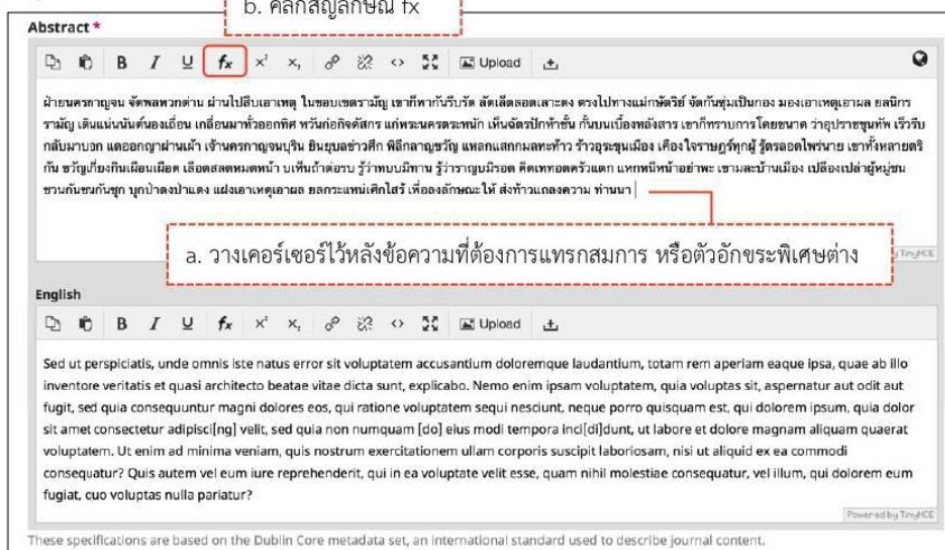 b. คลิกสัญลักษณ์ fx
Abstract *
B I U fx x² x₂ <> Upload
ฝ่ายนครกาญจน จัดพลพวกด่าน ผ่านไปสืบเอาเหตุ ในขอบเขตรามัญ เขาก็พากันรีบรัด ลัดเล็ดลอดเลาะดง ตรงไปทางแม่กษัตริย์ จัดกันซุ่มเป็นกอง มองเอาเหตุเอาผล ยลนิกร
รามัญ เดินแน่นนันต์นองเถื่อน เกลื่อนมาทั่วออกทิศ หวันก่อกิจดัสกร แก่พระนครตระหนัก เห็นฉัตรปักห้าชั้น กั้นบนเบื้องหลังสาร เขาก็ทราบการโดยขนาด ว่าอุปราชขุนทัพ เร็วรีบ
กลับมาบอก แดออกญาฝ่านเผ้า เจ้านครกาญจนบุริน ยินยุบลข่าวศึก พิลึกลาญขวัญ แหลกแสกกมลทะท้าว ร้าวอุระขุนเมือง เคืองใจราษฎร์ทุกผู้ รู้ตรลอดไพร่นาย เขาทั้งหลายตริ
กัน ขวัญเกี่ยงกินเผือนเผือด เลือดสลดหมดหน้า บเห็นถ้าต่อรบ รู้ว่าพบบมิทาน รู้ว่าราญบมิรอด คิดเททอดครัวแตก แหกหนีหน้าอย่าพะ เขามละบ้านเมือง เปลืองเปล่าผู้หมู่ชน
ชวนกันซนกันซุก บุกป่าดงป่าแดง แฝงเอาเหตุเอาผล ยลกระแหน่เศิกไสร้ เพื่อลงลักษณะให้ ส่งท้าวแถลงความ ท่านนา
a. วางเคอร์เซอร์ไว้หลังข้อความที่ต้องการแทรกสมการ หรือตัวอักขระพิเศษต่าง
TinyMCE
English
B I U fx x² x₂ <> Upload
Sed ut perspiciatis, unde omnis iste natus error sit voluptatem accusantium doloremque laudantium, totam rem aperiam eaque ipsa, quae ab illo
inventore veritatis et quasi architecto beatae vitae dicta sunt, explicabo. Nemo enim ipsam voluptatem, quia voluptas sit, aspernatur aut odit aut
fugit, sed quia consequuntur magni dolores eos, qui ratione voluptatem sequi nesciunt, neque porro quisquam est, qui dolorem ipsum, quia dolor
sit amet consectetur adipisci[ng] velit, sed quia non numquam [do] eius modi tempora inci[di]dunt, ut labore et dolore magnam aliquam quaerat
voluptatem. Ut enim ad minima veniam, quis nostrum exercitationem ullam corporis suscipit laboriosam, nisi ut aliquid ex ea commodi
consequatur? Quis autem vel eum iure reprehenderit, qui in ea voluptate velit esse, quam nihil molestiae consequatur, vel illum, qui dolorem eum
fugiat, cuo voluptas nulla pariatur?
Powered by TinyMCE
These specifications are based on the Dublin Core metadata set, an international standard used to describe journal content.